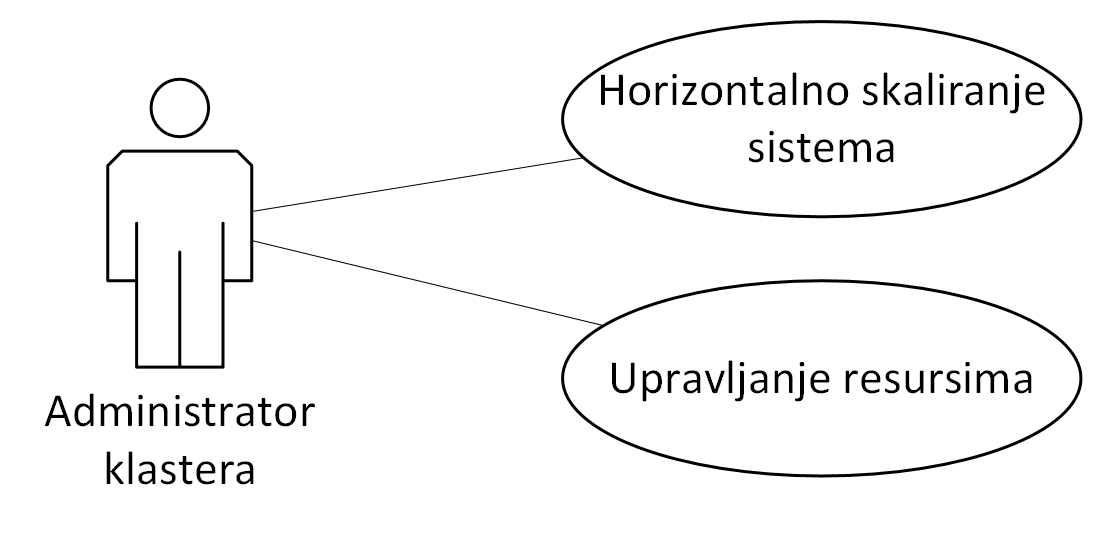 Horizontalno skaliranje
sistema
Upravljanje resursima
Administrator
klastera